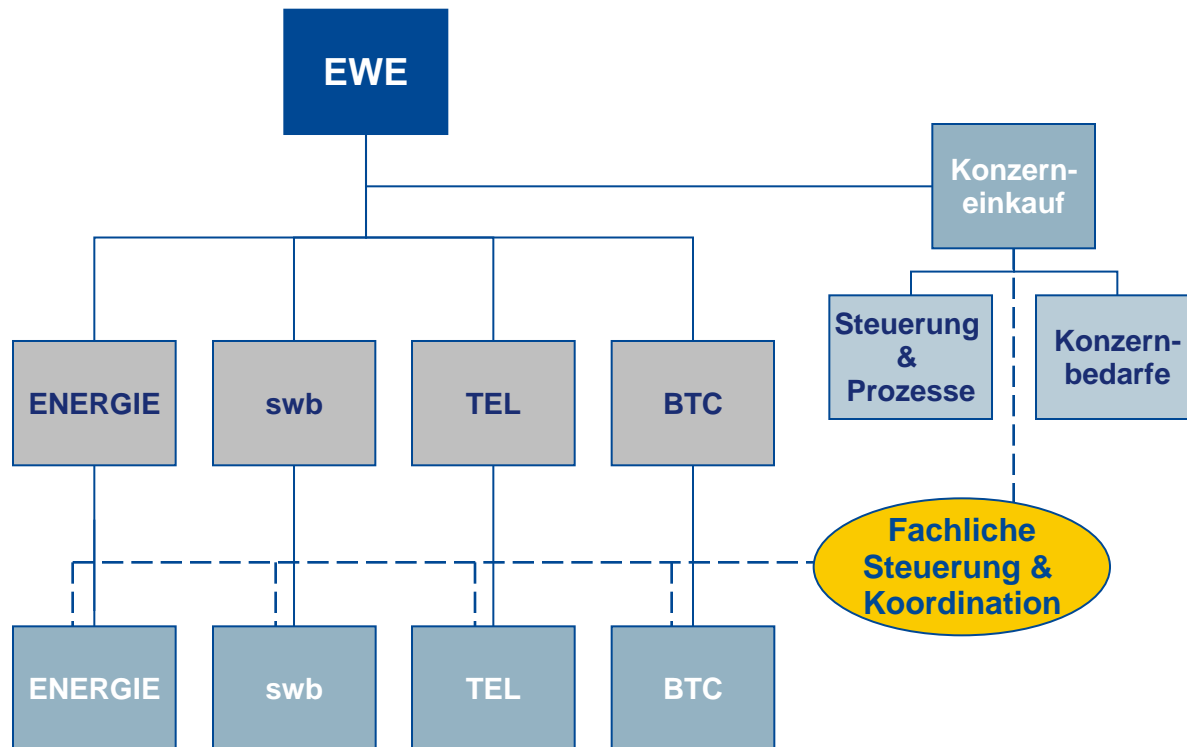 EWE
Konzern-
einkauf
Steuerung
&
Prozesse
Konzern-
bedarfe
ENERGIE
swb
TEL
BTC
Fachliche
Steuerung &
Koordination
ENERGIE
swb
TEL
BTC